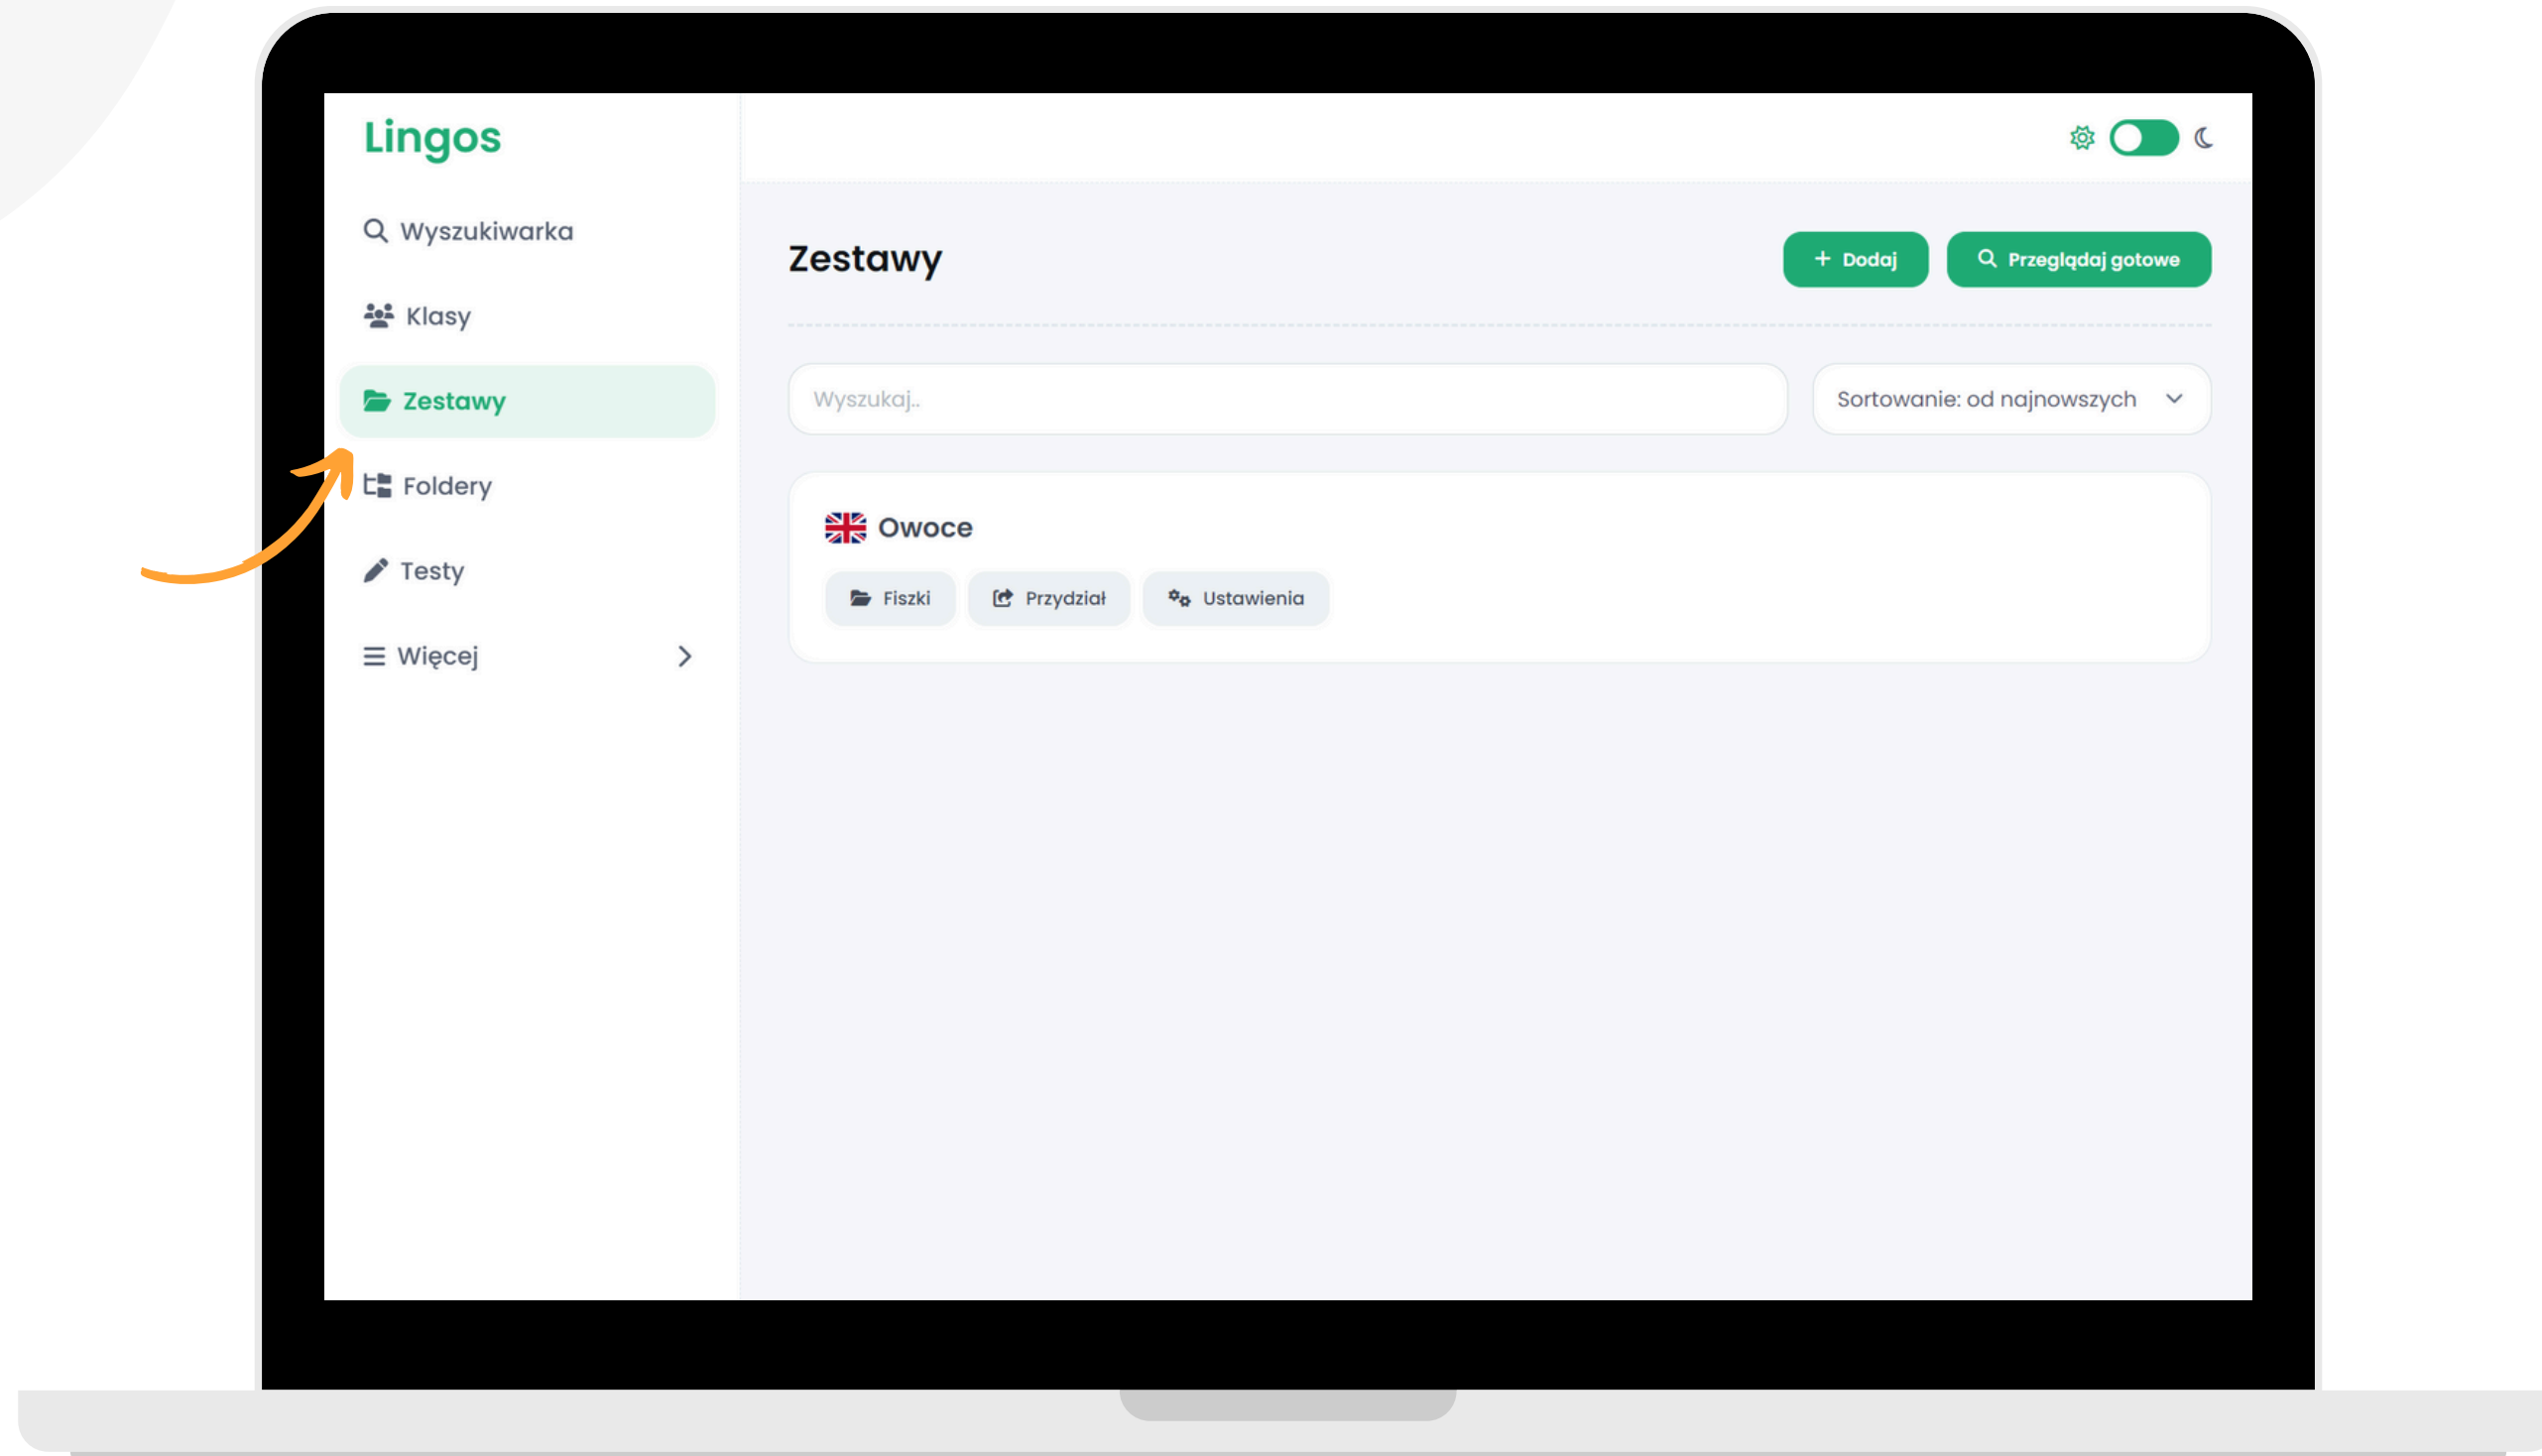 Lingos
Wyszukiwarka
Klasy
Zestawy
Foldery
Testy
Więcej
Zestawy
+ Dodaj
Przeglądaj gotowe
Wyszukaj..
Sortowanie: od najnowszych
Owoce
Fiszki
Przydział
Ustawienia